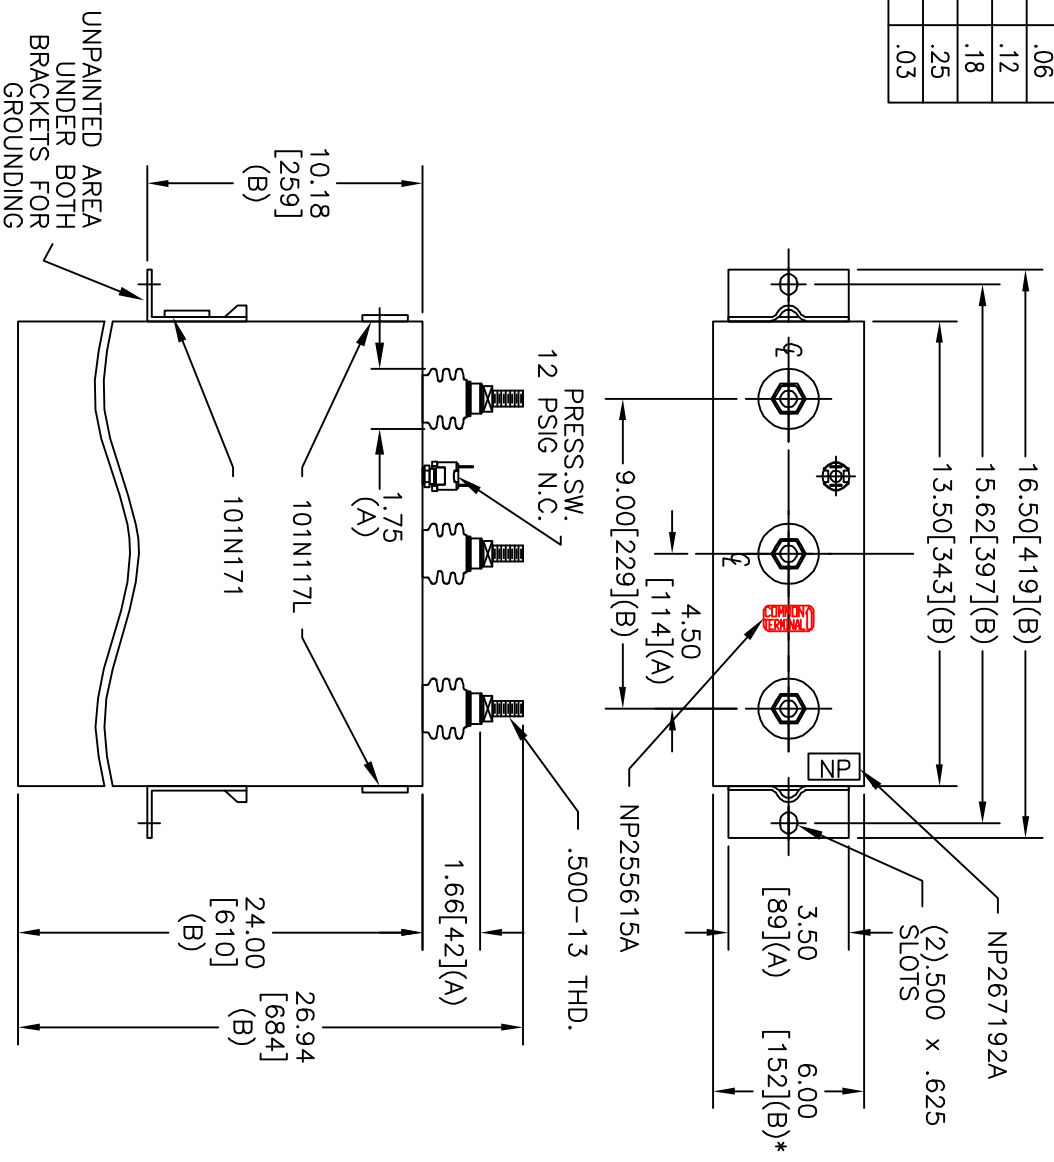 .06
.12
.18
.25
.03
UNPAINTED AREA
UNDER BOTH
BRACKETS FOR
GROUNDING
10.18
[259]
(B)
16.50[419](B)
15.62[397](B)
13.50[343](B)
9.00[229](B)
4.50
[114](A)
COMMON
TERMINAL
NP
NP267192A
(2).500 x .625
SLOTS
3.50
[89](A)
6.00
[152](B)*
NP255615A
PRESS.SW.
12 PSIG N.C.
1.75
(A)
101N117L
101N171
.500-13 THD.
1.66[42](A)
24.00
[610]
(B)
26.94
[684]
(B)